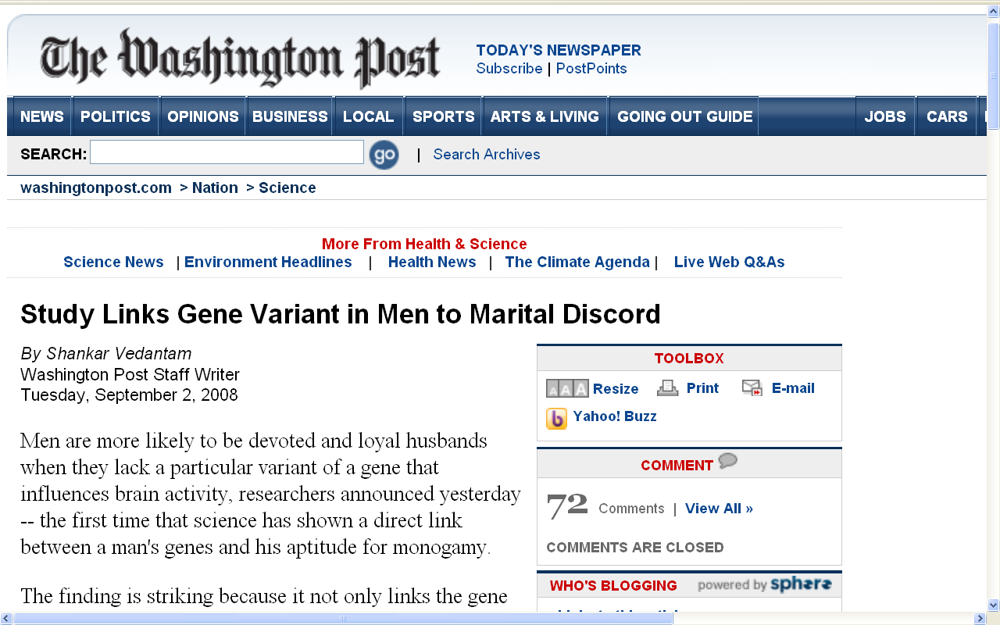 The Washington Post
TODAY'S NEWSPAPER
Subscribe | PostPoints
NEWS POLITICS OPINIONS BUSINESS LOCAL SPORTS ARTS & LIVING GOING OUT GUIDE JOBS CARS
SEARCH: go | Search Archives
washingtonpost.com > Nation > Science
More From Health & Science
Science News | Environment Headlines | Health News | The Climate Agenda | Live Web Q&As
Study Links Gene Variant in Men to Marital Discord
By Shankar Vedantam
Washington Post Staff Writer
Tuesday, September 2, 2008
Men are more likely to be devoted and loyal husbands
when they lack a particular variant of a gene that
influences brain activity, researchers announced yesterday
-- the first time that science has shown a direct link
between a man's genes and his aptitude for monogamy.
The finding is striking because it not only links the gene
TOOLBOX
AAA Resize Print E-mail
b Yahoo! Buzz
COMMENT
72 Comments | View All »
COMMENTS ARE CLOSED
WHO'S BLOGGING powered by sphere